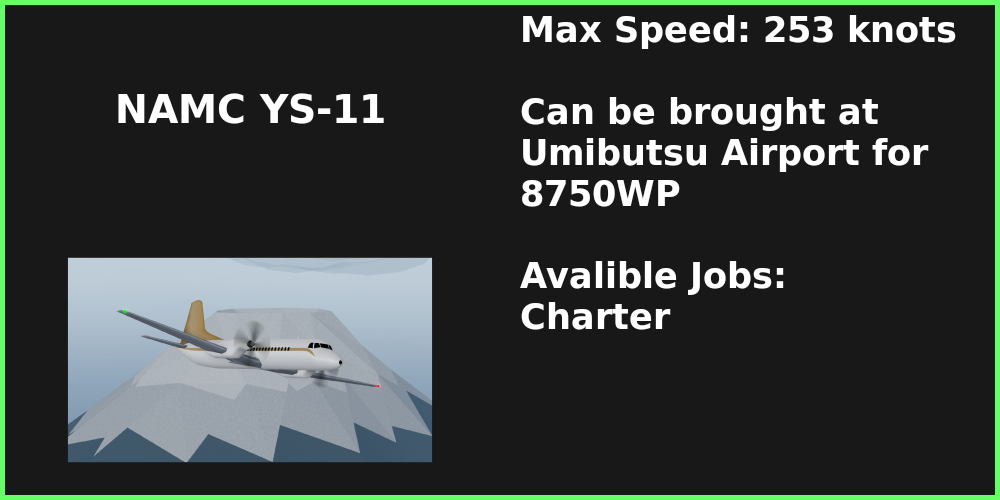 NAMC YS-11
Max Speed: 253 knots
Can be brought at
Umibutsu Airport for
8750WP
Avalible Jobs:
Charter